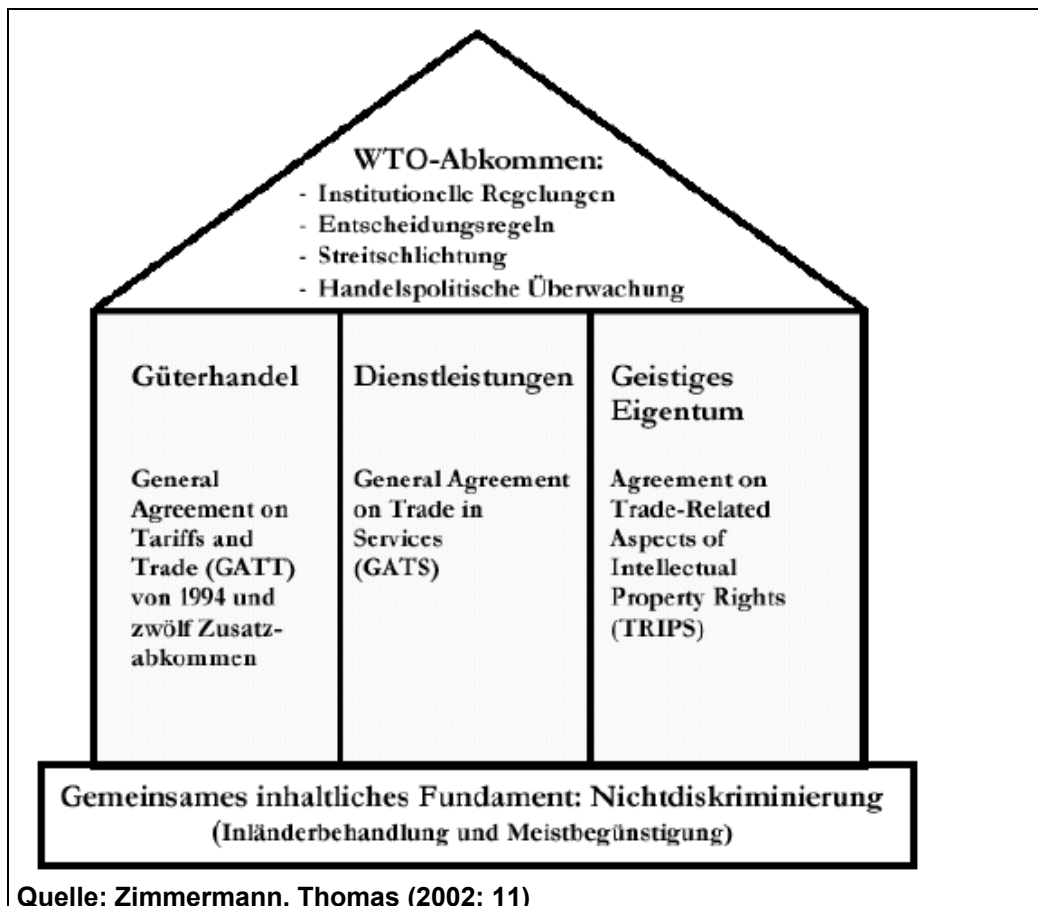 WTO-Abkommen:
- Institutionelle Regelungen
- Entscheidungsregeln
- Streitschlichtung
- Handelspolitische Überwachung
Güterhandel
General
Agreement on
Tariffs and
Trade (GATT)
von 1994 und
zwölf Zusatz-
abkommen
Dienstleistungen
General Agreement
on Trade in
Services
(GATS)
Geistiges
Eigentum
Agreement on
Trade-Related
Aspects of
Intellectual
Property Rights
(TRIPS)
Gemeinsames inhaltliches Fundament: Nichtdiskriminierung
(Inländerbehandlung und Meistbegünstigung)
Quelle: Zimmermann, Thomas (2002: 11)